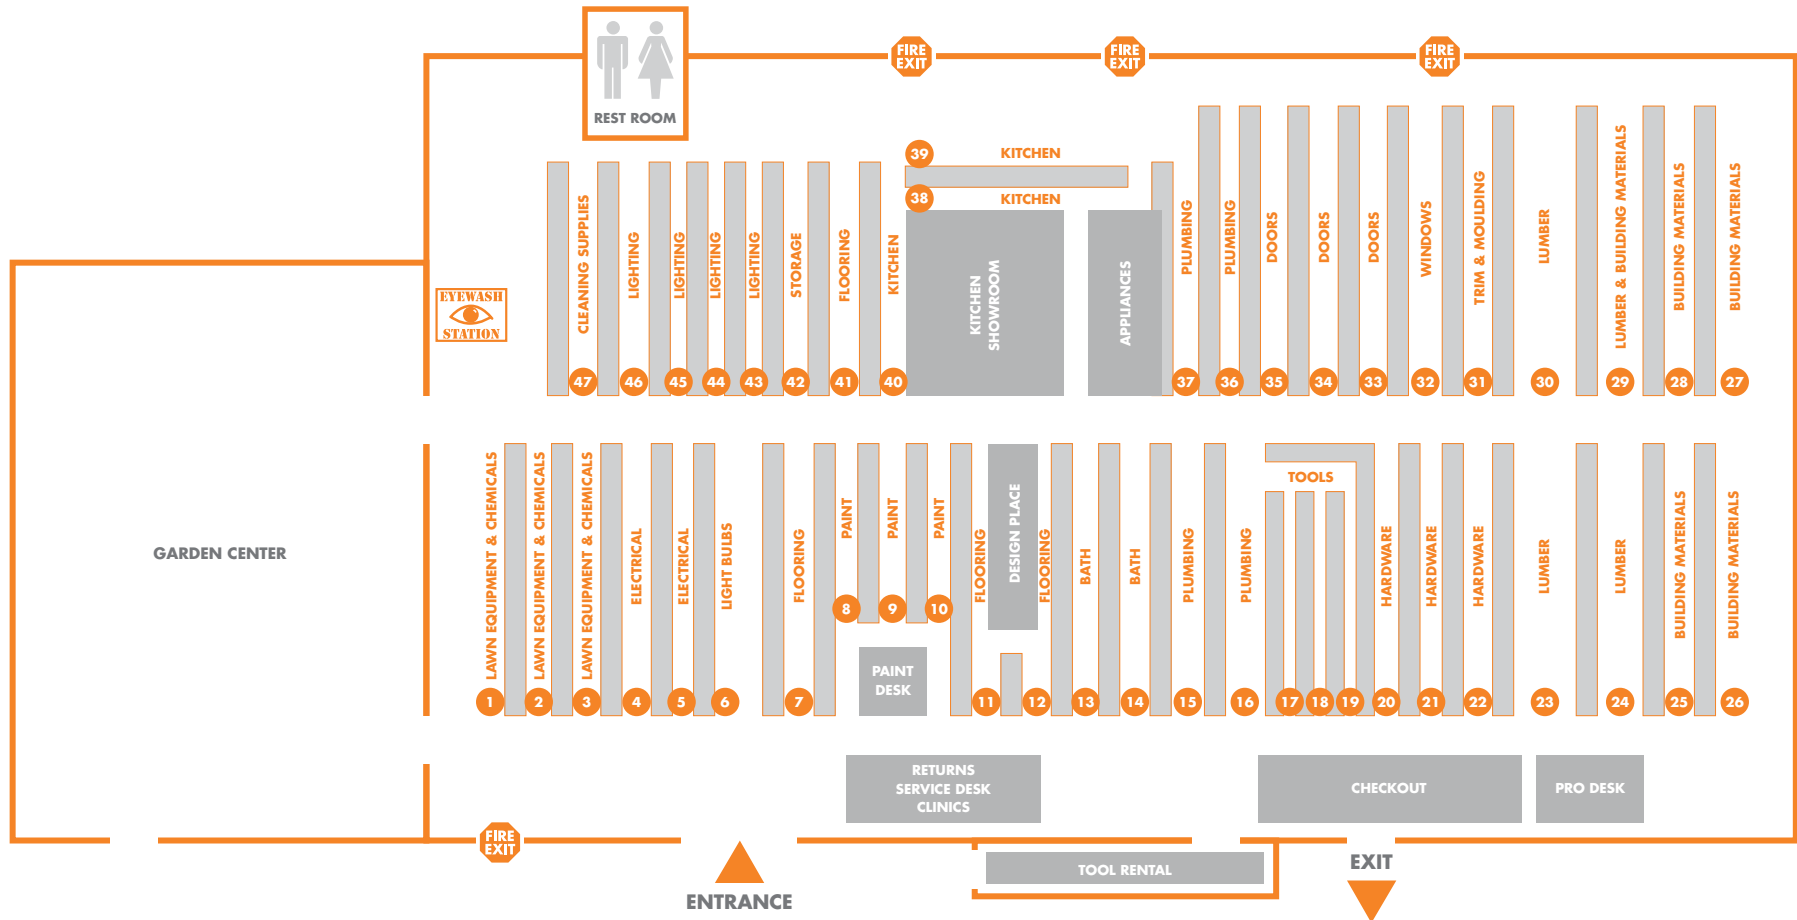 FIRE
EXIT
FIRE
EXIT
FIRE
EXIT
REST ROOM
39
KITCHEN
38
KITCHEN
EYEWASH
STATION
CLEANING SUPPLIES
LIGHTING
LIGHTING
LIGHTING
LIGHTING
STORAGE
FLOORING
KITCHEN
KITCHEN
SHOWROOM
APPLIANCES
PLUMBING
PLUMBING
DOORS
DOORS
DOORS
WINDOWS
TRIM & MOULDING
LUMBER
LUMBER & BUILDING MATERIALS
BUILDING MATERIALS
BUILDING MATERIALS
47
46
45
44
43
42
41
40
37
36
35
34
33
32
31
30
29
28
27
GARDEN CENTER
LAWN EQUIPMENT & CHEMICALS
LAWN EQUIPMENT & CHEMICALS
LAWN EQUIPMENT & CHEMICALS
ELECTRICAL
ELECTRICAL
LIGHT BULBS
FLOORING
PAINT
PAINT
PAINT
FLOORING
DESIGN PLACE
FLOORING
BATH
BATH
PLUMBING
PLUMBING
TOOLS
HARDWARE
HARDWARE
HARDWARE
LUMBER
LUMBER
BUILDING MATERIALS
BUILDING MATERIALS
8
9
10
PAINT
DESK
1
2
3
4
5
6
7
11
12
13
14
15
16
17
18
19
20
21
22
23
24
25
26
RETURNS
SERVICE DESK
CLINICS
CHECKOUT
PRO DESK
FIRE
EXIT
ENTRANCE
TOOL RENTAL
EXIT